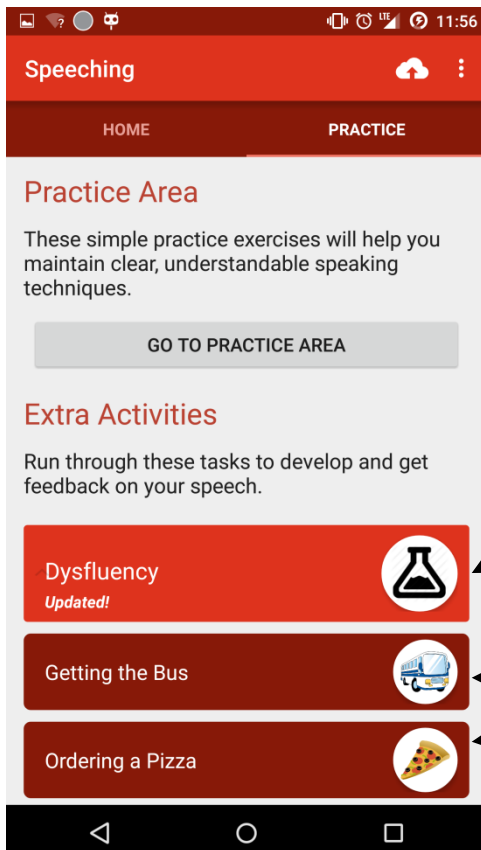 LTE 11:56
Speeching
HOME PRACTICE
Practice Area
These simple practice exercises will help you
maintain clear, understandable speaking
techniques.
GO TO PRACTICE AREA
Extra Activities
Run through these tasks to develop and get
feedback on your speech.
Dysfluency
Updated!
Getting the Bus
Ordering a Pizza